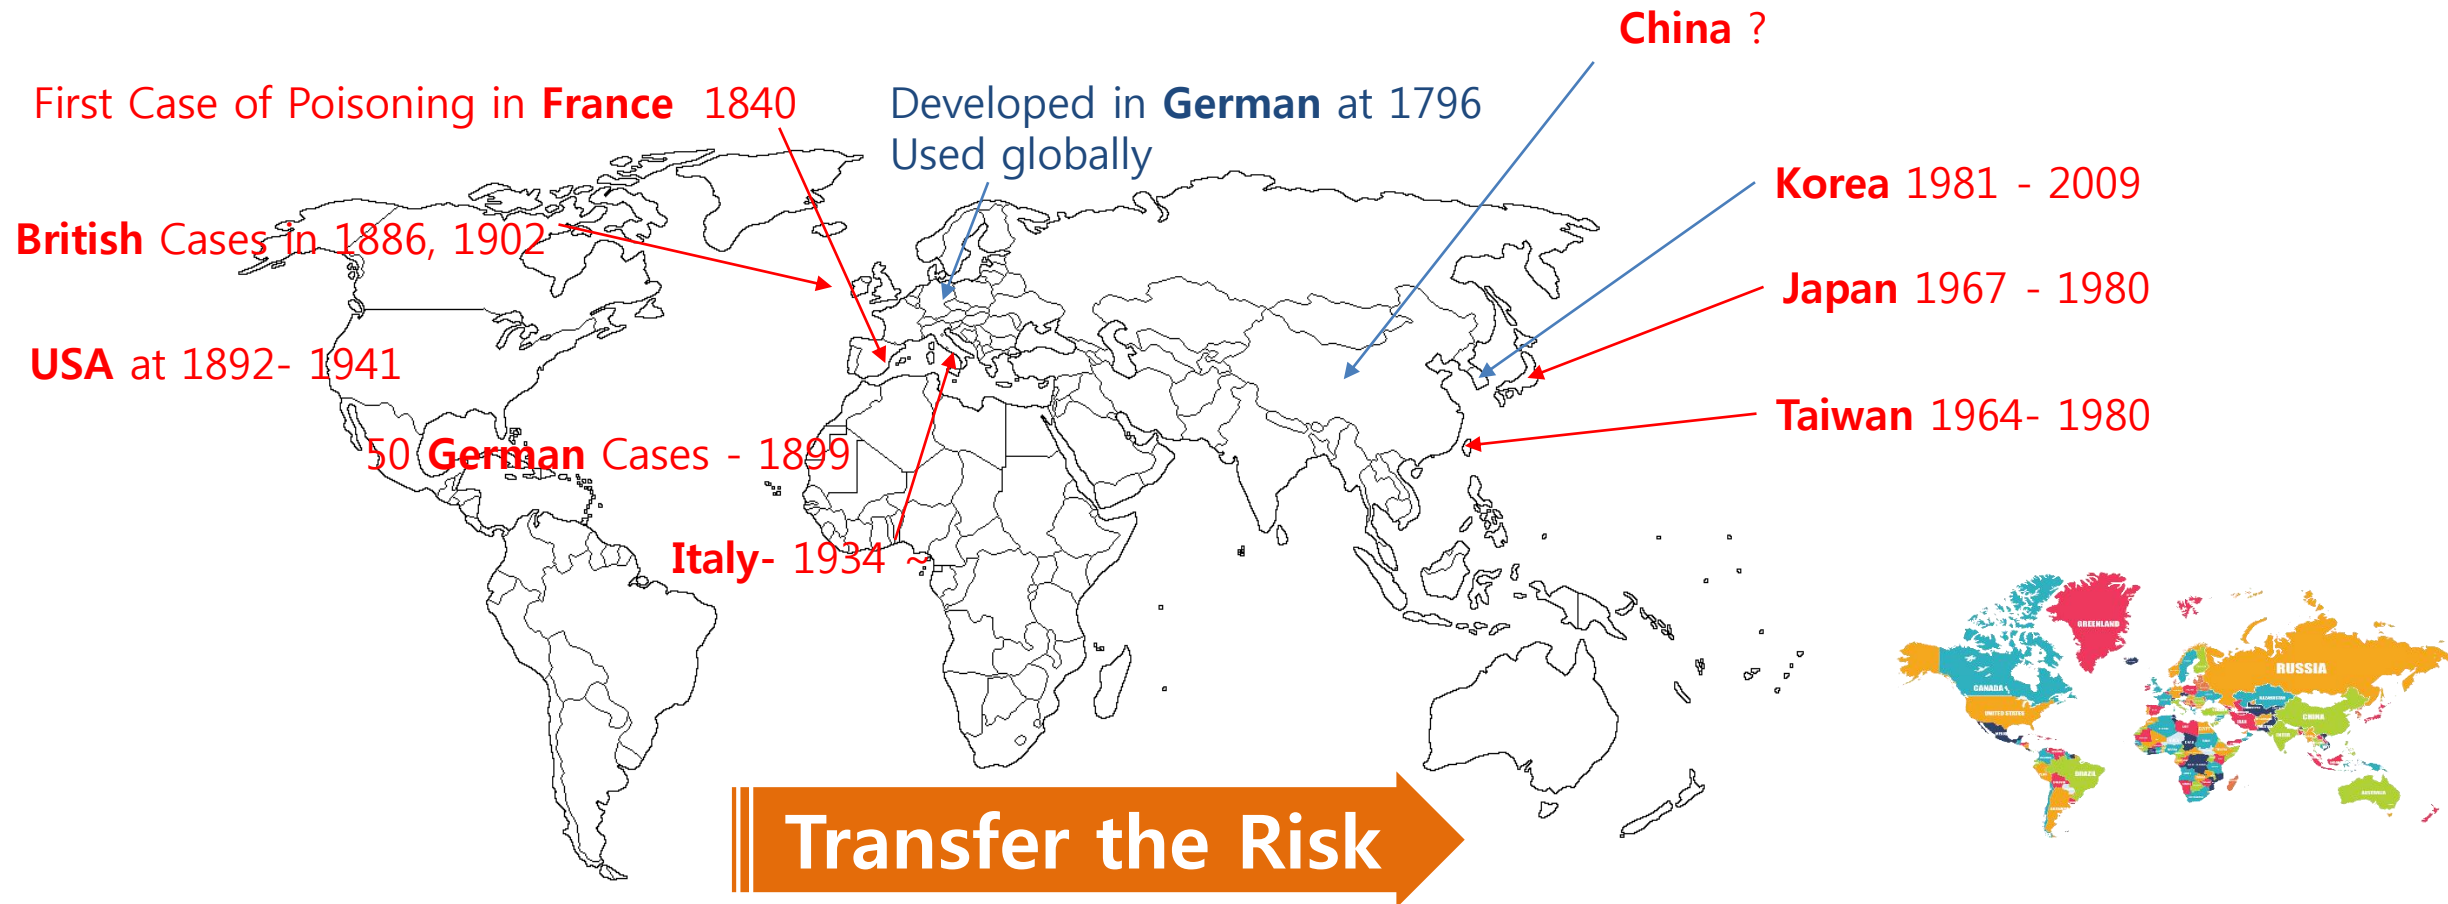 China ?
First Case of Poisoning in France 1840
Developed in German at 1796
Used globally
Korea 1981 - 2009
British Cases in 1886, 1902
Japan 1967 - 1980
USA at 1892- 1941
Taiwan 1964- 1980
50 German Cases - 1899
Italy- 1934 ~
Transfer the Risk
GREENLAND
RUSSIA
CANADA
UNITED STATES
CHINA
BRAZIL
AUSTRALIA